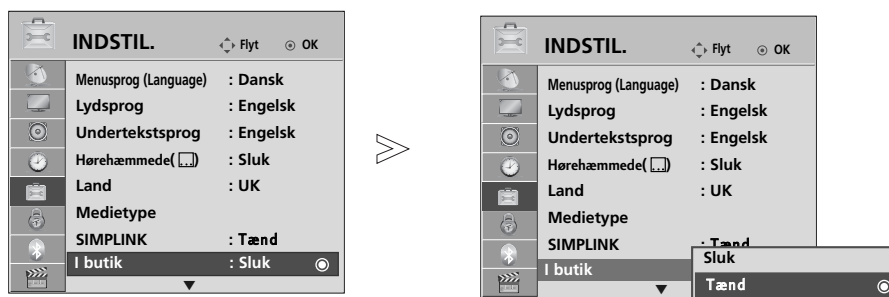 INDSTIL. Flyt OK
Menusprog (Language) : Dansk
Lydsprog : Engelsk
Undertekstsprog : Engelsk
Hørehæmmede( ) : Sluk
Land : UK
Medietype
SIMPLINK : Tænd
I butik : Sluk
INDSTIL. Flyt OK
Menusprog (Language) : Dansk
Lydsprog : Engelsk
Undertekstsprog : Engelsk
Hørehæmmede( ) : Sluk
Land : UK
Medietype
SIMPLINK : Tænd
I butik
Sluk
Tænd